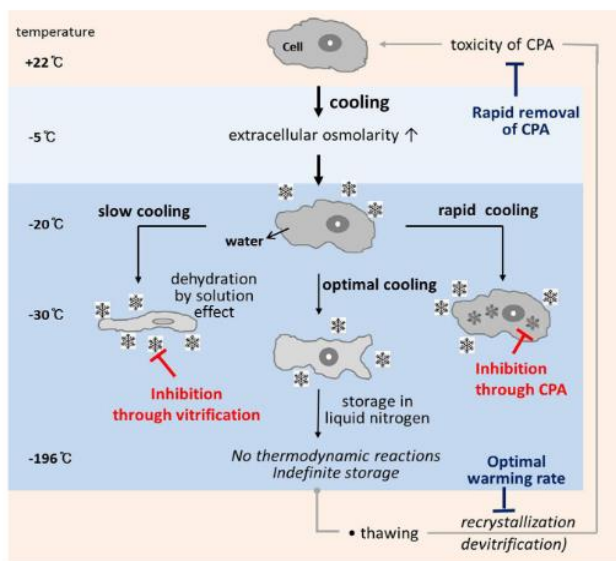 temperature
+22℃
Cell
toxicity of CPA
cooling
Rapid removal
of CPA
-5℃
extracellular osmolarity ↑
-20℃
slow cooling
rapid cooling
water
dehydration
by solution
effect
optimal cooling
-30℃
Inhibition
through vitrification
Inhibition
through CPA
storage in
liquid nitrogen
-196℃
No thermodynamic reactions
Indefinite storage
Optimal
warming rate
• thawing
recrystallization
devitrification)